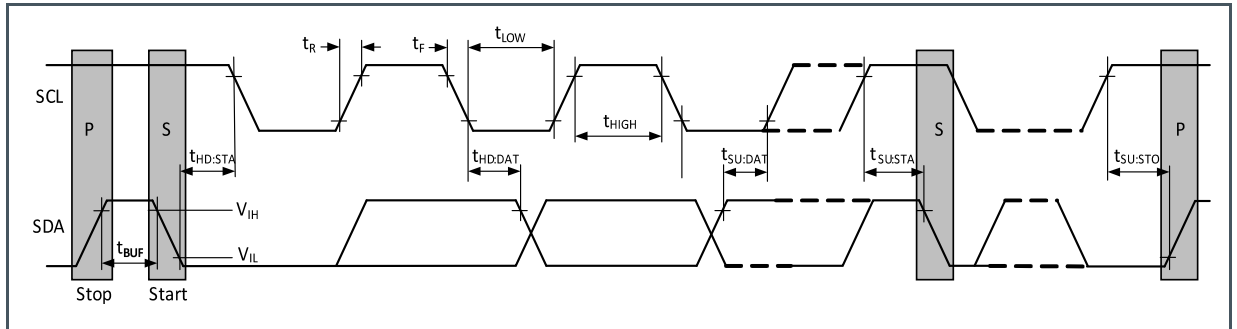 tR
tF
tLOW
SCL
P
S
tHIGH
S
P
tHD:STA
tHD:DAT
tSU:DAT
tSU:STA
tSU:STO
VIH
SDA
tBUF
VIL
Stop
Start